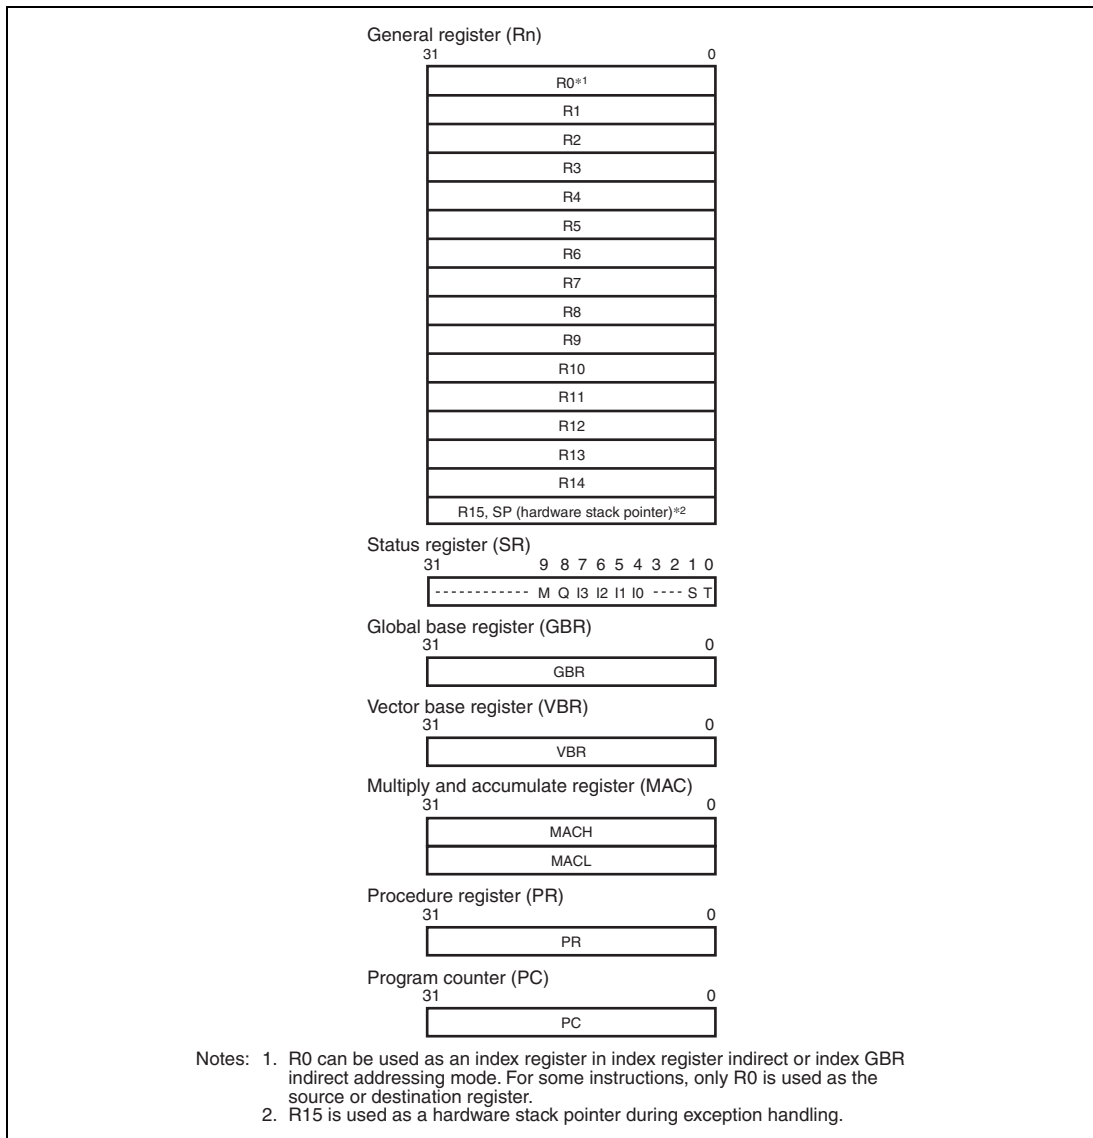 General register (Rn)
31 0
R0*1
R1
R2
R3
R4
R5
R6
R7
R8
R9
R10
R11
R12
R13
R14
R15, SP (hardware stack pointer)*2
Status register (SR)
31 9 8 7 6 5 4 3 2 1 0
------------ M Q I3 I2 I1 I0 ---- S T
Global base register (GBR)
31 0
GBR
Vector base register (VBR)
31 0
VBR
Multiply and accumulate register (MAC)
31 0
MACH
MACL
Procedure register (PR)
31 0
PR
Program counter (PC)
31 0
PC
Notes: 1. R0 can be used as an index register in index register indirect or index GBR
indirect addressing mode. For some instructions, only R0 is used as the
source or destination register.
2. R15 is used as a hardware stack pointer during exception handling.